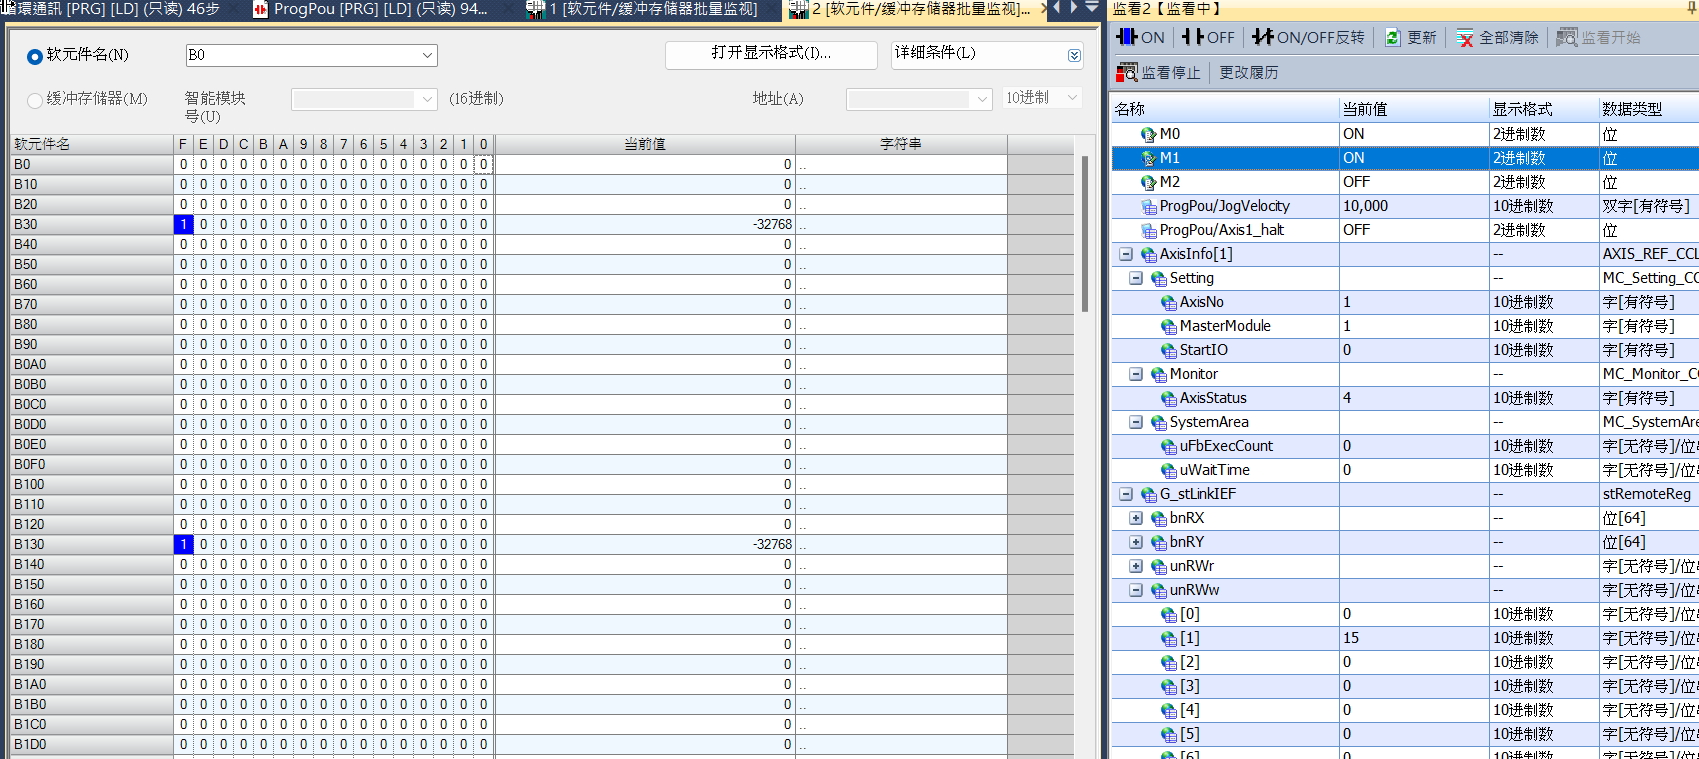 循環通訊 [PRG] [LD] (只读) 46步
ProgPou [PRG] [LD] (只读) 94...
1 [软元件/缓冲存储器批量监视]
2 [软元件/缓冲存储器批量监视]...
软元件名(N)
B0
打开显示格式(I)...
详细条件(L)
缓冲存储器(M)
智能模块
号(U)
(16进制)
地址(A)
10进制
软元件名 F E D C B A 9 8 7 6 5 4 3 2 1 0 当前值 字符串
B0 0 0 0 0 0 0 0 0 0 0 0 0 0 0 0 0 0 ..
B10 0 0 0 0 0 0 0 0 0 0 0 0 0 0 0 0 0 ..
B20 0 0 0 0 0 0 0 0 0 0 0 0 0 0 0 0 0 ..
B30 1 0 0 0 0 0 0 0 0 0 0 0 0 0 0 0 -32768 ..
B40 0 0 0 0 0 0 0 0 0 0 0 0 0 0 0 0 0 ..
B50 0 0 0 0 0 0 0 0 0 0 0 0 0 0 0 0 0 ..
B60 0 0 0 0 0 0 0 0 0 0 0 0 0 0 0 0 0 ..
B70 0 0 0 0 0 0 0 0 0 0 0 0 0 0 0 0 0 ..
B80 0 0 0 0 0 0 0 0 0 0 0 0 0 0 0 0 0 ..
B90 0 0 0 0 0 0 0 0 0 0 0 0 0 0 0 0 0 ..
B0A0 0 0 0 0 0 0 0 0 0 0 0 0 0 0 0 0 0 ..
B0B0 0 0 0 0 0 0 0 0 0 0 0 0 0 0 0 0 0 ..
B0C0 0 0 0 0 0 0 0 0 0 0 0 0 0 0 0 0 0 ..
B0D0 0 0 0 0 0 0 0 0 0 0 0 0 0 0 0 0 0 ..
B0E0 0 0 0 0 0 0 0 0 0 0 0 0 0 0 0 0 0 ..
B0F0 0 0 0 0 0 0 0 0 0 0 0 0 0 0 0 0 0 ..
B100 0 0 0 0 0 0 0 0 0 0 0 0 0 0 0 0 0 ..
B110 0 0 0 0 0 0 0 0 0 0 0 0 0 0 0 0 0 ..
B120 0 0 0 0 0 0 0 0 0 0 0 0 0 0 0 0 0 ..
B130 1 0 0 0 0 0 0 0 0 0 0 0 0 0 0 0 -32768 ..
B140 0 0 0 0 0 0 0 0 0 0 0 0 0 0 0 0 0 ..
B150 0 0 0 0 0 0 0 0 0 0 0 0 0 0 0 0 0 ..
B160 0 0 0 0 0 0 0 0 0 0 0 0 0 0 0 0 0 ..
B170 0 0 0 0 0 0 0 0 0 0 0 0 0 0 0 0 0 ..
B180 0 0 0 0 0 0 0 0 0 0 0 0 0 0 0 0 0 ..
B190 0 0 0 0 0 0 0 0 0 0 0 0 0 0 0 0 0 ..
B1A0 0 0 0 0 0 0 0 0 0 0 0 0 0 0 0 0 0 ..
B1B0 0 0 0 0 0 0 0 0 0 0 0 0 0 0 0 0 0 ..
B1C0 0 0 0 0 0 0 0 0 0 0 0 0 0 0 0 0 0 ..
B1D0 0 0 0 0 0 0 0 0 0 0 0 0 0 0 0 0 0 ..
监看2【监看中】
ON OFF ON/OFF反转 更新 全部清除 监看开始
监看停止 更改履历
名称 当前值 显示格式 数据类型
M0 ON 2进制数 位
M1 ON 2进制数 位
M2 OFF 2进制数 位
ProgPou/JogVelocity 10,000 10进制数 双字[有符号]
ProgPou/Axis1_halt OFF 2进制数 位
AxisInfo[1] -- AXIS_REF_CCL
Setting -- MC_Setting_CC
AxisNo 1 10进制数 字[有符号]
MasterModule 1 10进制数 字[有符号]
StartIO 0 10进制数 字[有符号]
Monitor -- MC_Monitor_CC
AxisStatus 4 10进制数 字[有符号]
SystemArea -- MC_SystemAre
uFbExecCount 0 10进制数 字[无符号]/位
uWaitTime 0 10进制数 字[无符号]/位
G_stLinkIEF -- stRemoteReg
bnRX -- 位[64]
bnRY -- 位[64]
unRWr -- 字[无符号]/位
unRWw -- 字[无符号]/位
[0] 0 10进制数 字[无符号]/位
[1] 15 10进制数 字[无符号]/位
[2] 0 10进制数 字[无符号]/位
[3] 0 10进制数 字[无符号]/位
[4] 0 10进制数 字[无符号]/位
[5] 0 10进制数 字[无符号]/位
[6] 0 10进制数 字[无符号]/位